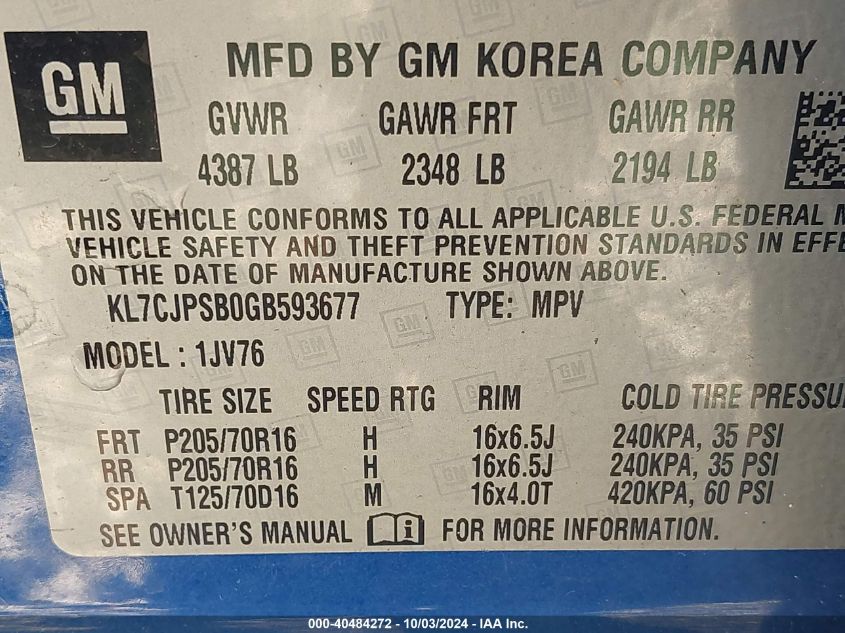 GM
MFD BY GM KOREA COMPANY
GVWR GAWR FRT GAWR RR
4387 LB 2348 LB 2194 LB
THIS VEHICLE CONFORMS TO ALL APPLICABLE U.S. FEDERAL
VEHICLE SAFETY AND THEFT PREVENTION STANDARDS IN EFFE
ON THE DATE OF MANUFACTURE SHOWN ABOVE.
KL7CJPSB0GB593677 TYPE: MPV
MODEL : 1JV76
TIRE SIZE SPEED RTG RIM COLD TIRE PRESSU
FRT P205/70R16 H 16x6.5J 240KPA, 35 PSI
RR P205/70R16 H 16x6.5J 240KPA, 35 PSI
SPA T125/70D16 M 16x4.0T 420KPA, 60 PSI
SEE OWNER'S MANUAL i FOR MORE INFORMATION.
000-40484272 - 10/03/2024 - IAA Inc.